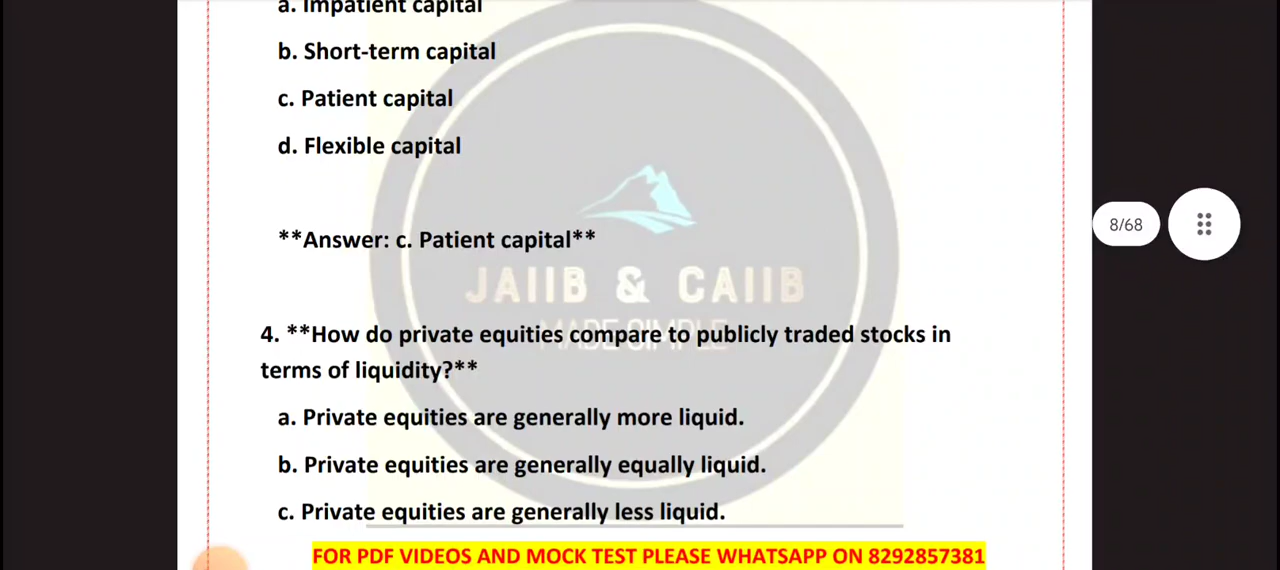 a. Impatient capital
b. Short-term capital
c. Patient capital
d. Flexible capital
**Answer: c. Patient capital**
JAIIB & CAIIB
MADE SIMPLE
4. **How do private equities compare to publicly traded stocks in
terms of liquidity?**
a. Private equities are generally more liquid.
b. Private equities are generally equally liquid.
c. Private equities are generally less liquid.
FOR PDF VIDEOS AND MOCK TEST PLEASE WHATSAPP ON 8292857381
8/68